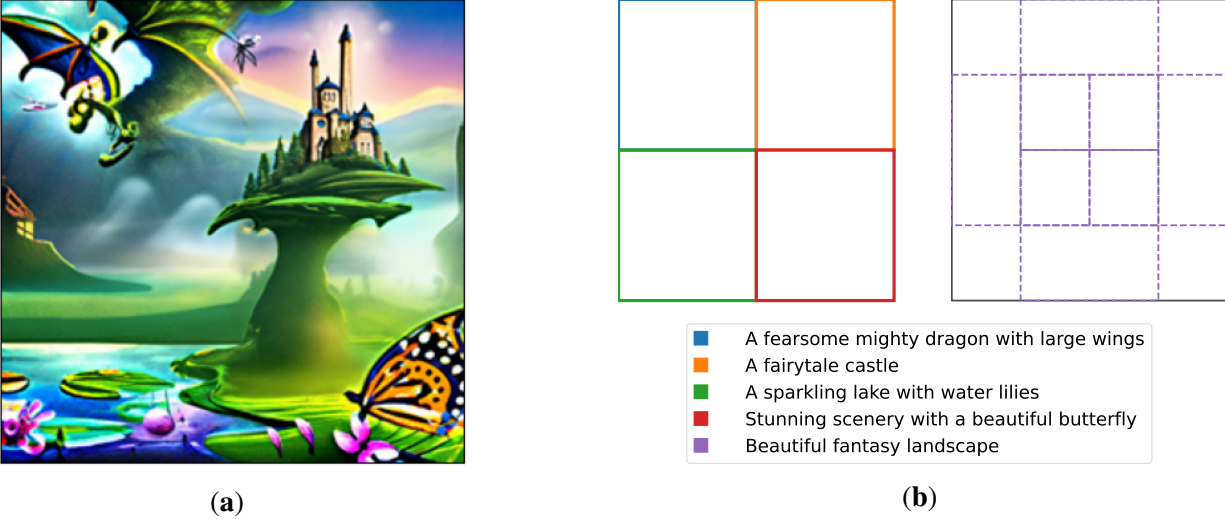 A fearsome mighty dragon with large wings
A fairytale castle
A sparkling lake with water lilies
Stunning scenery with a beautiful butterfly
Beautiful fantasy landscape
(a)
(b)